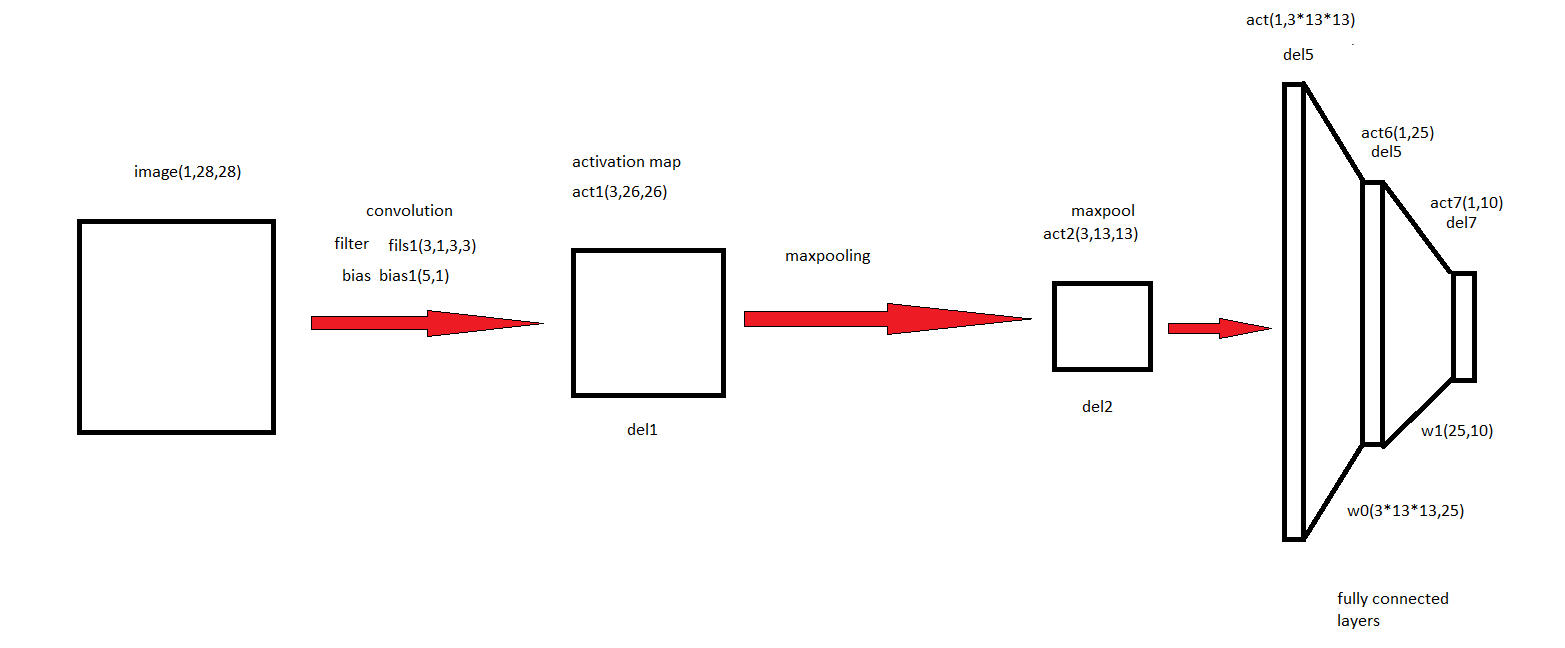 image(1,28,28)
convolution
filter fils1(3,1,3,3)
bias bias1(5,1)
activation map
act1(3,26,26)
del1
maxpooling
maxpool
act2(3,13,13)
del2
act(1,3*13*13)
del5
act6(1,25)
del5
act7(1,10)
del7
w1(25,10)
w0(3*13*13,25)
fully connected
layers